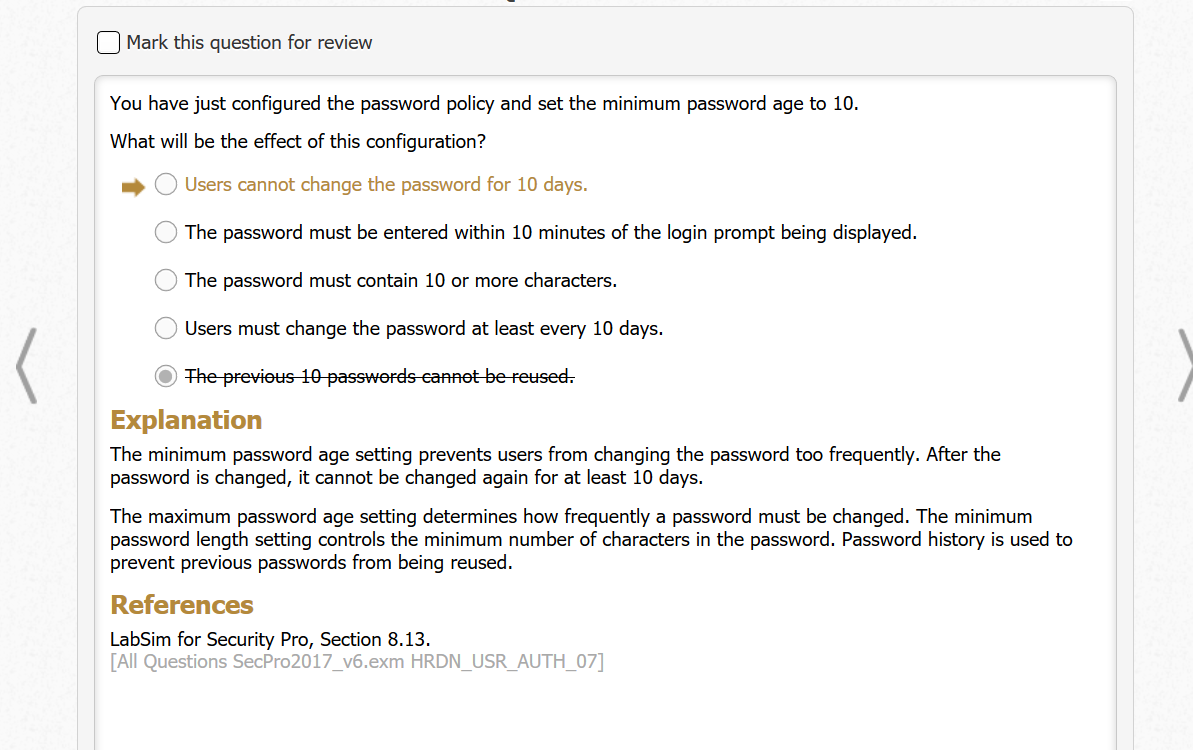 Mark this question for review
You have just configured the password policy and set the minimum password age to 10.
What will be the effect of this configuration?
Users cannot change the password for 10 days.
The password must be entered within 10 minutes of the login prompt being displayed.
The password must contain 10 or more characters.
Users must change the password at least every 10 days.
The previous 10 passwords cannot be reused.
Explanation
The minimum password age setting prevents users from changing the password too frequently. After the
password is changed, it cannot be changed again for at least 10 days.
The maximum password age setting determines how frequently a password must be changed. The minimum
password length setting controls the minimum number of characters in the password. Password history is used to
prevent previous passwords from being reused.
References
LabSim for Security Pro, Section 8.13.
[All Questions SecPro2017_v6.exm HRDN_USR_AUTH_07]